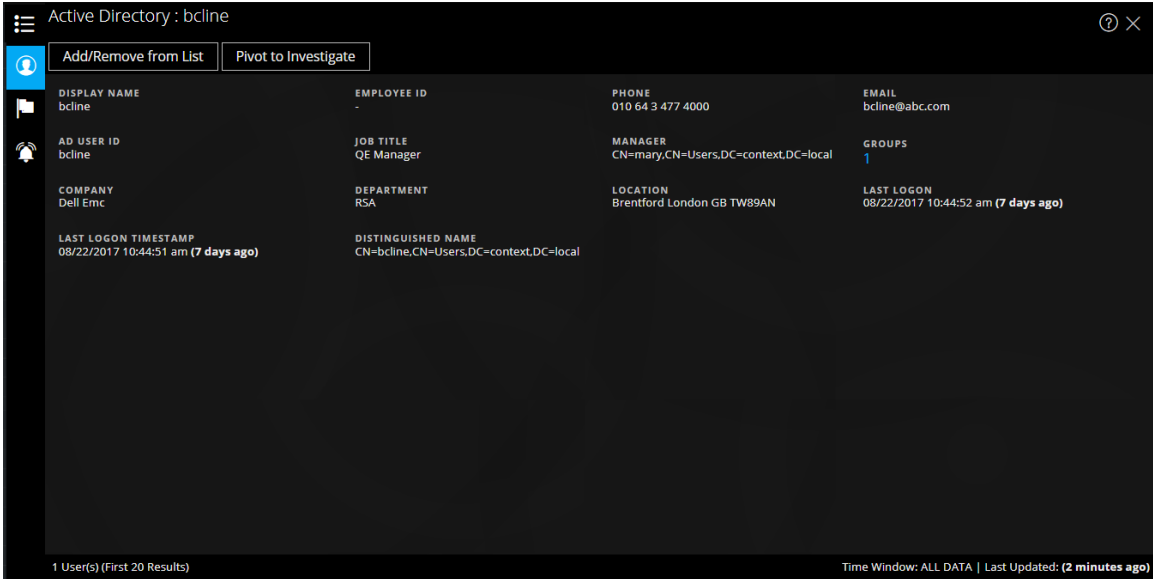 Active Directory : bcline
Add/Remove from List Pivot to Investigate
DISPLAY NAME EMPLOYEE ID PHONE EMAIL
bcline - 010 64 3 477 4000 bcline@abc.com
AD USER ID JOB TITLE MANAGER GROUPS
bcline QE Manager CN=mary,CN=Users,DC=context,DC=local 1
COMPANY DEPARTMENT LOCATION LAST LOGON
Dell Emc RSA Brentford London GB TW89AN 08/22/2017 10:44:52 am (7 days ago)
LAST LOGON TIMESTAMP DISTINGUISHED NAME
08/22/2017 10:44:51 am (7 days ago) CN=bcline,CN=Users,DC=context,DC=local
1 User(s) (First 20 Results) Time Window: ALL DATA | Last Updated: (2 minutes ago)